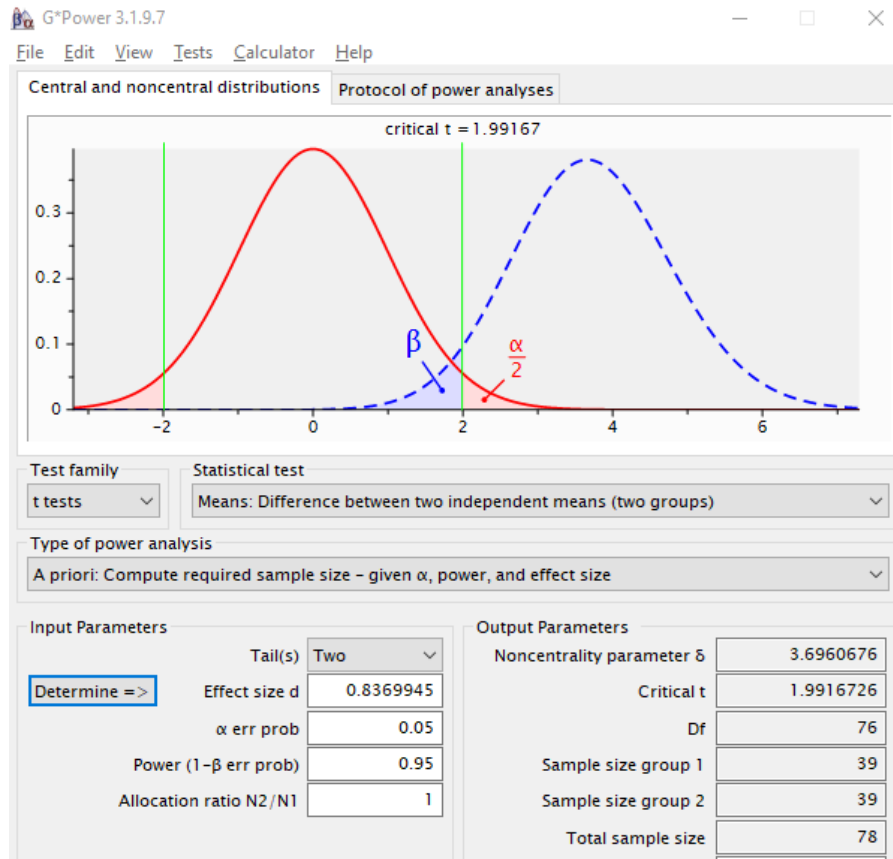 G*Power 3.1.9.7
File Edit View Tests Calculator Help
Central and noncentral distributions Protocol of power analyses
critical t = 1.99167
0.3
0.2
0.1
0
β
α
2
-2 0 2 4 6
Test family Statistical test
t tests Means: Difference between two independent means (two groups)
Type of power analysis
A priori: Compute required sample size – given α, power, and effect size
Input Parameters Output Parameters
Tail(s) Two Noncentrality parameter δ 3.6960676
Determine => Effect size d 0.8369945 Critical t 1.9916726
α err prob 0.05 Df 76
Power (1-β err prob) 0.95 Sample size group 1 39
Allocation ratio N2/N1 1 Sample size group 2 39
Total sample size 78